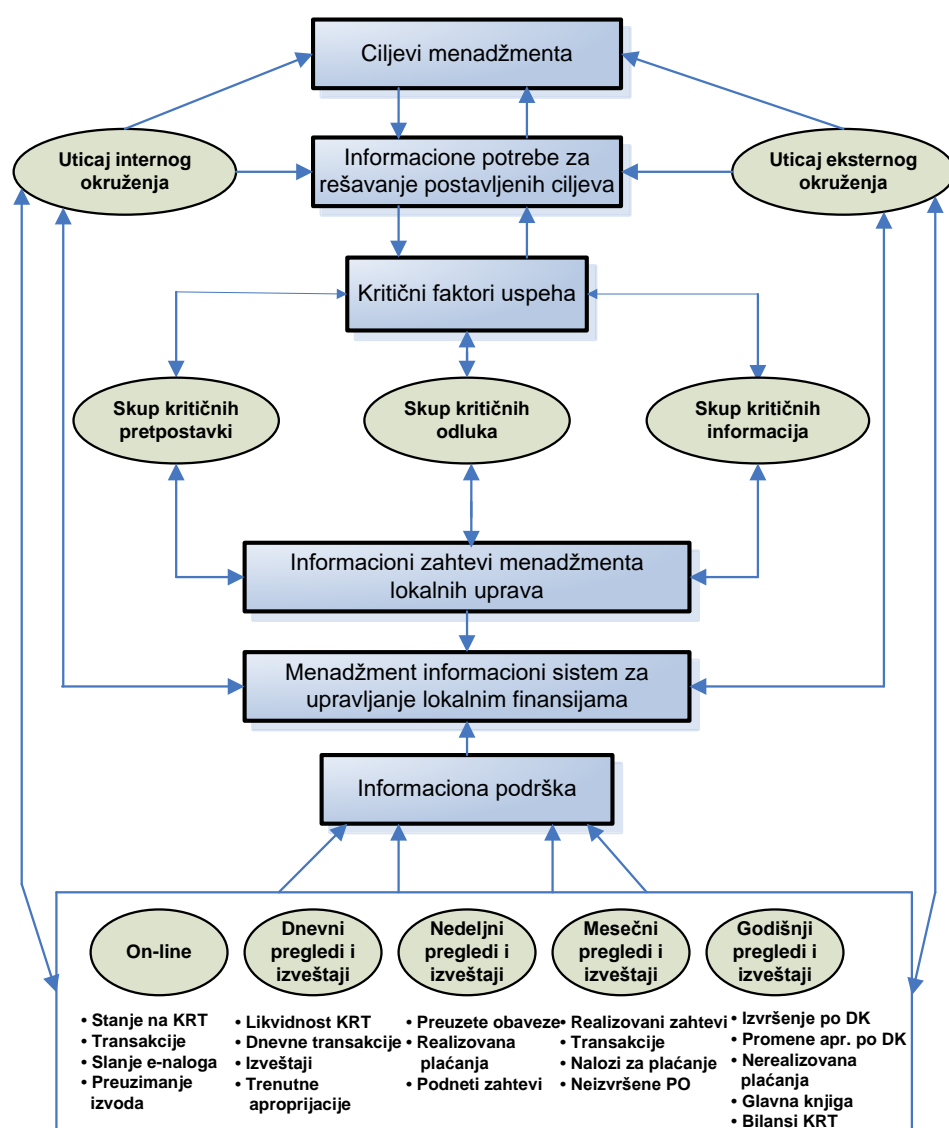 Ciljevi menadžmenta
Uticaj internog
okruženja
Informacione potrebe za
rešavanje postavljenih ciljeva
Uticaj eksternog
okruženja
Kritični faktori uspeha
Skup kritičnih
pretpostavki
Skup kritičnih
odluka
Skup kritičnih
informacija
Informacioni zahtevi menadžmenta
lokalnih uprava
Menadžment informacioni sistem za
upravljanje lokalnim finansijama
Informaciona podrška
On-line
Dnevni
pregledi i
izveštaji
Nedeljni
pregledi i
izveštaji
Mesečni
pregledi i
izveštaji
Godišnji
pregledi i
izveštaji
• Stanje na KRT
• Transakcije
• Slanje e-naloga
• Preuzimanje
izvoda
• Likvidnost KRT
• Dnevne transakcije
• Izveštaji
• Trenutne
aproprijacije
• Preuzete obaveze
• Realizovana
plaćanja
• Podneti zahtevi
• Realizovani zahtevi
• Transakcije
• Nalozi za plaćanje
• Neizvršene PO
• Izvršenje po DK
• Promene apr. po DK
• Nerealizovana
plaćanja
• Glavna knjiga
• Bilansi KRT